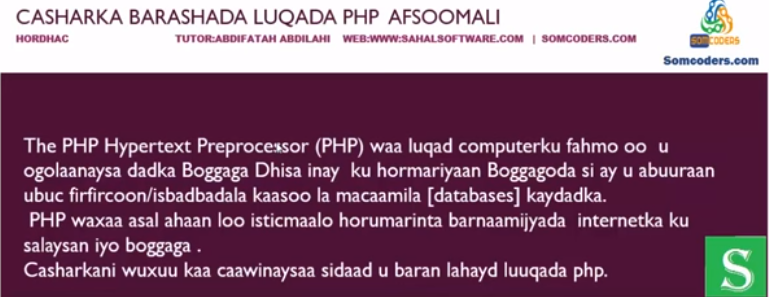 CASHARKA BARASHADA LUQADA PHP AFSOOMALI
HORDHAC TUTOR:ABDIFATAH ABDILAHI WEB:WWW:SAHALSOFTWARE.COM | SOMCODERS.COM
SOMCODERS
Somcoders.com
The PHP Hypertext Preprocessor (PHP) waa luqad computerku fahmo oo u
ogolaanaysa dadka Boggaga Dhisa inay ku hormariyaan Boggagoda si ay u abuuraan
ubuc firfircoon/isbadbadala kaasoo la macaamila [databases] kaydadka.
PHP waxaa asal ahaan loo isticmaalo horumarinta barnaamijyada internetka ku
salaysan iyo boggaga .
Casharkani wuxuu kaa caawinaysaa sidaad u baran lahayd luuqada php.
S